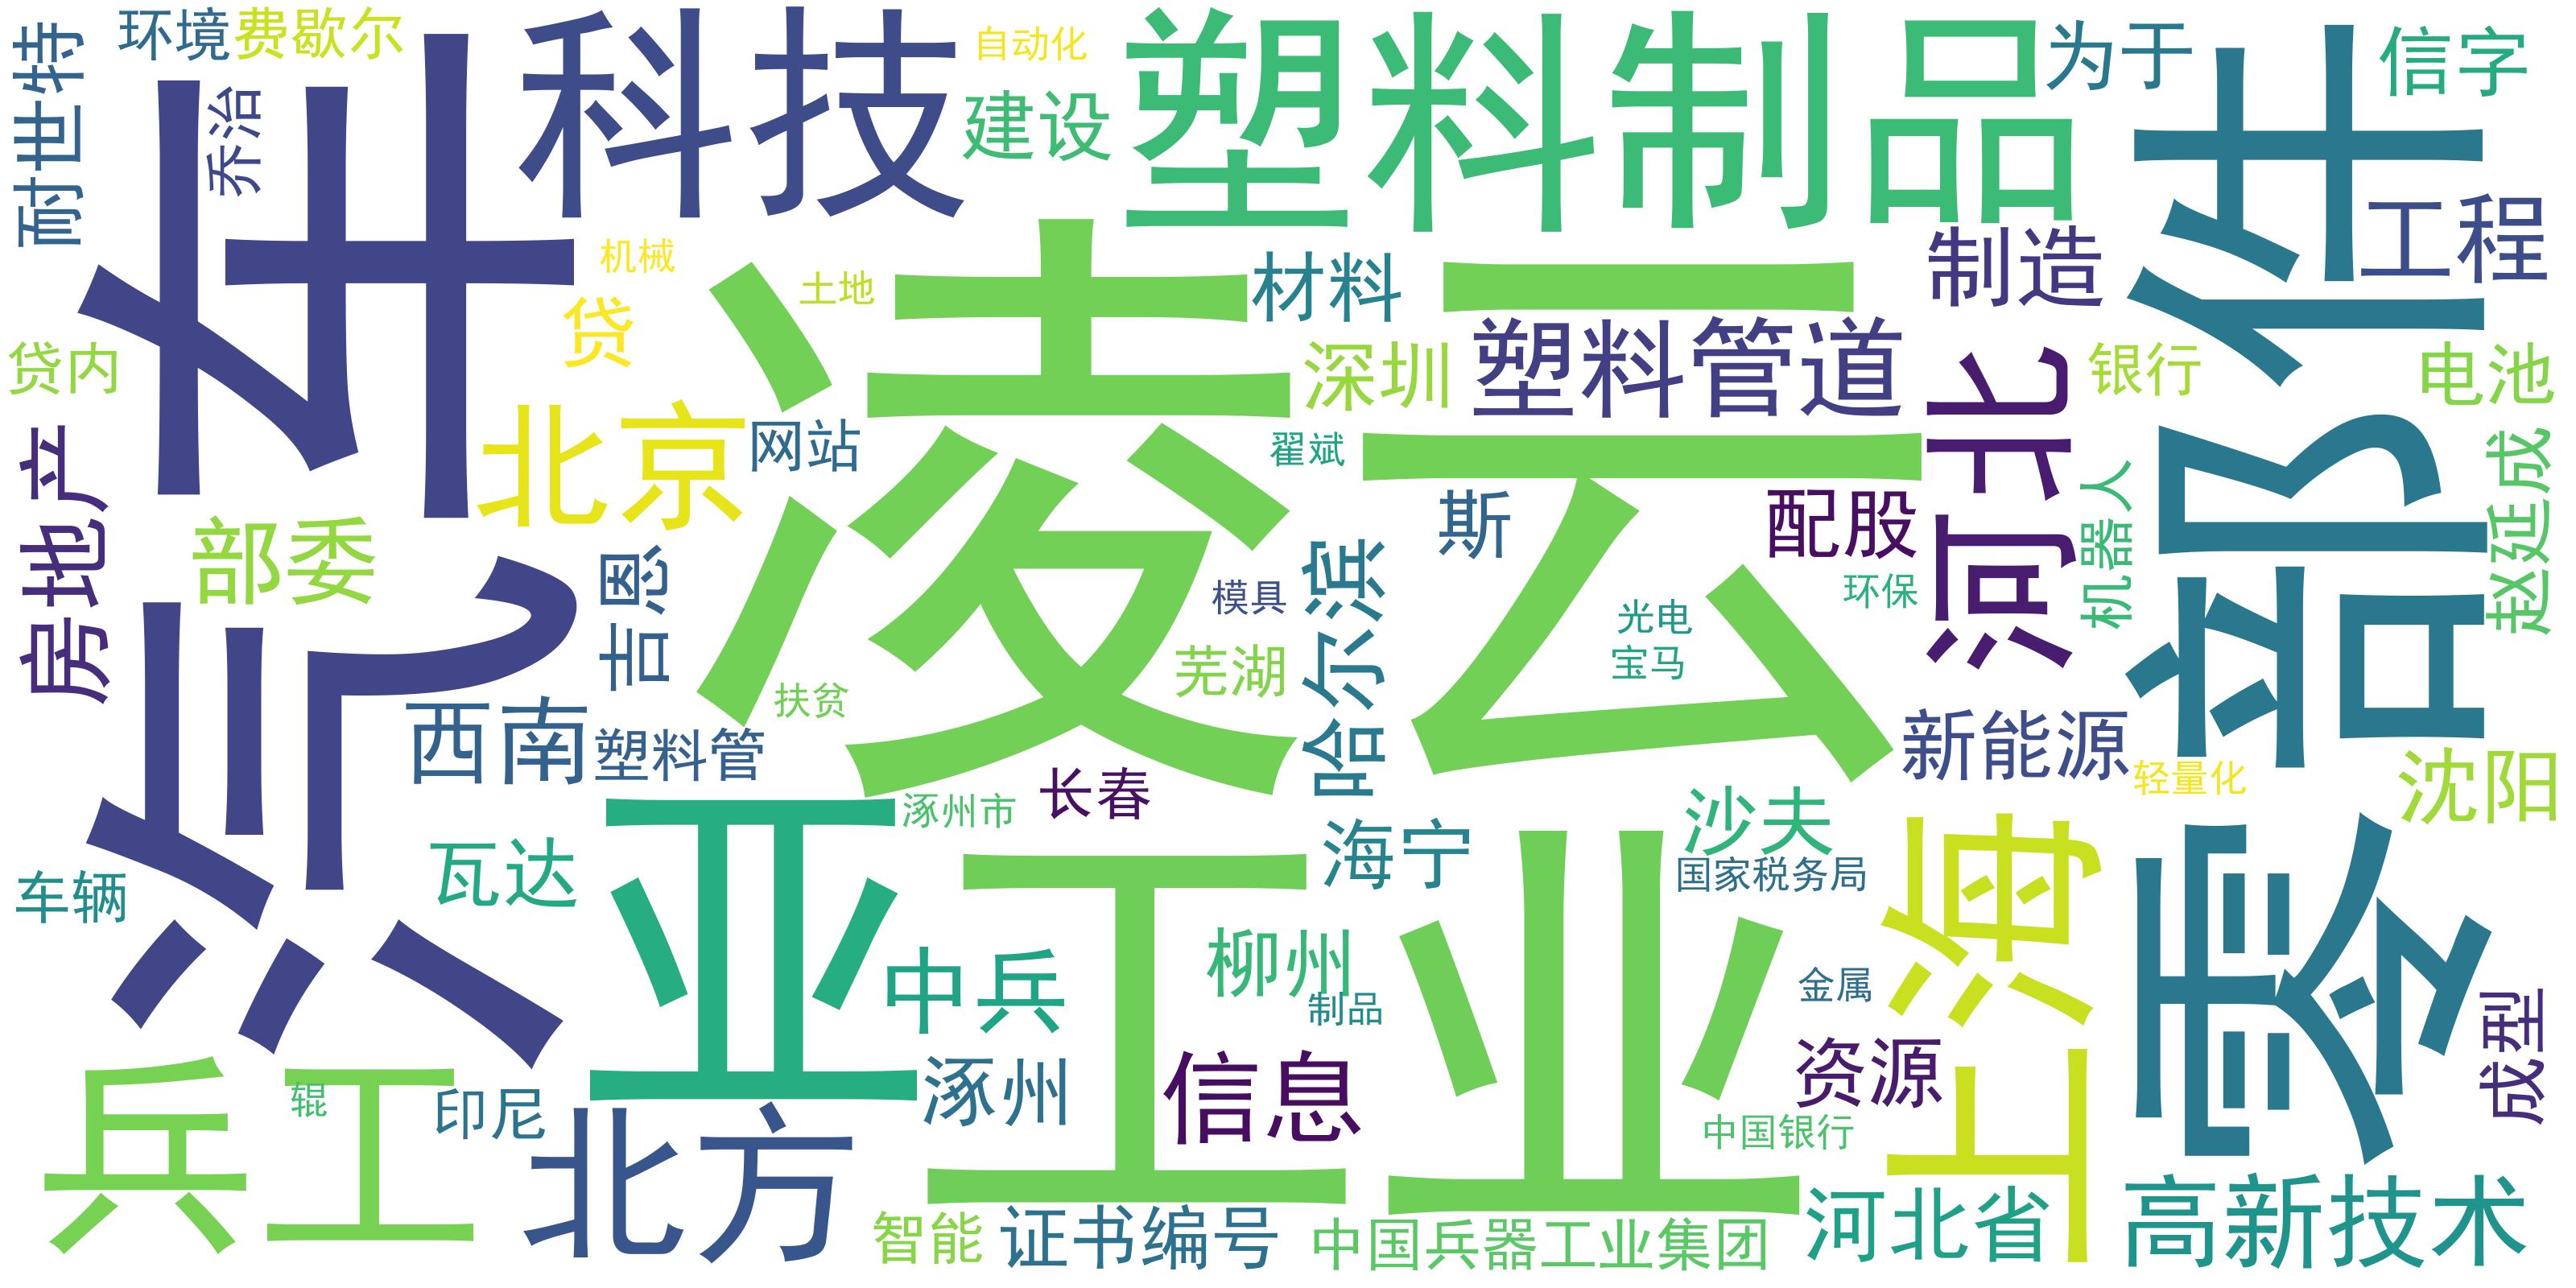 耐世特
环境
费歇尔
乔治
汽车
科技
自动化
建设
塑料制品
为于
信字
零部件
工程
制造
机械
土地
贷
凌云
材料
深圳
塑料管道
河北
银行
电池
贷内
房地产
北京
网站
翟斌
斯
配股
机器人
赵延成
部委
吉恩
模具
哈尔滨
光电
宝马
环保
芜湖
扶贫
西南
塑料管
长春
新能源
轻量化
沈阳
涿州市
亚
工业
海宁
沙夫
国家税务局
上海
车辆
瓦达
中兵
柳州
制品
金属
资源
成型
兵工
辊
印尼
北方
涿州
信息
中国银行
智能
证书编号
中国兵器工业集团
河北省
高新技术